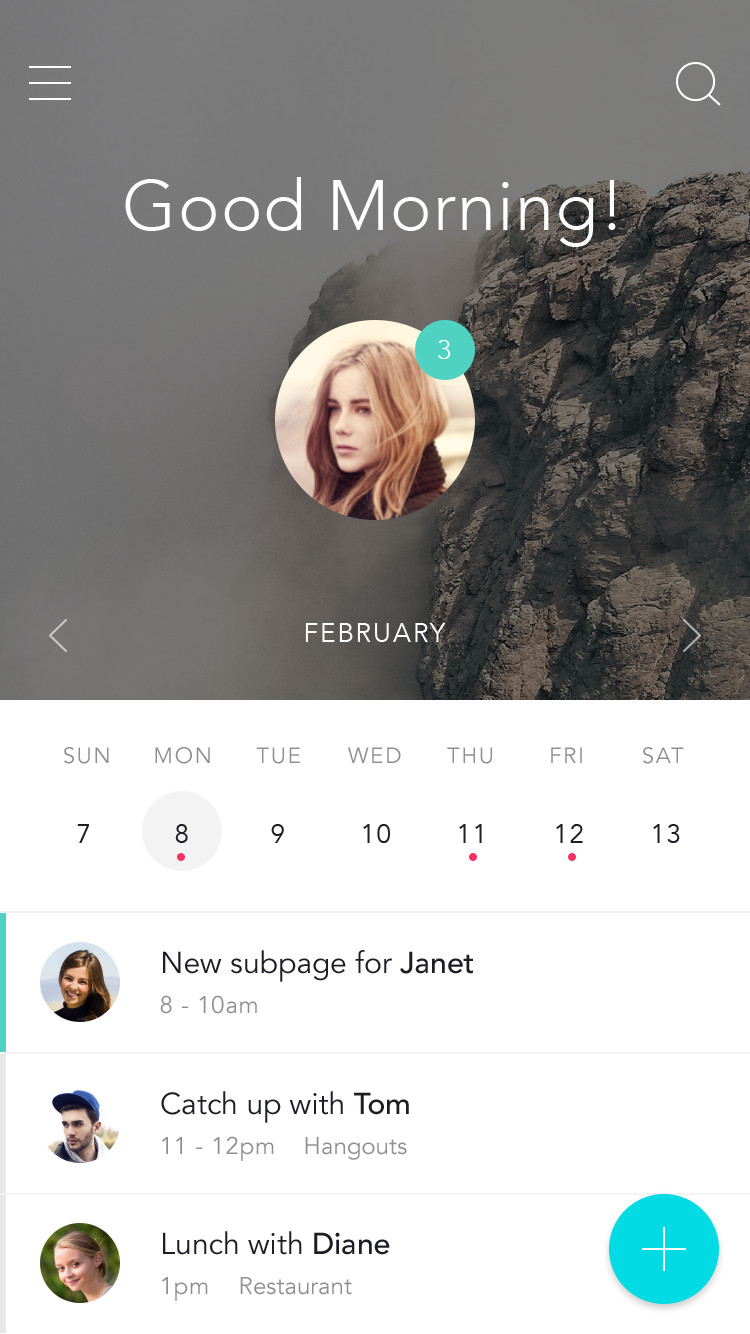 Good Morning!
3
FEBRUARY
SUN MON TUE WED THU FRI SAT
7 8 9 10 11 12 13
New subpage for Janet
8 - 10am
Catch up with Tom
11 - 12pm Hangouts
Lunch with Diane
1pm Restaurant